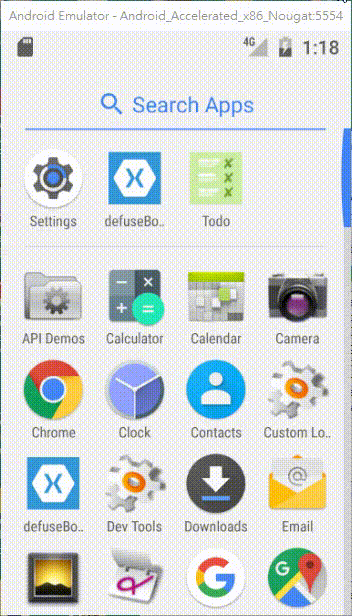 Android Emulator - Android_Accelerated_x86_Nougat:5554
4G 1:18
Search Apps
Settings defuseBo.. Todo
API Demos Calculator Calendar Camera
Chrome Clock Contacts Custom Lo..
defuseBo.. Dev Tools Downloads Email